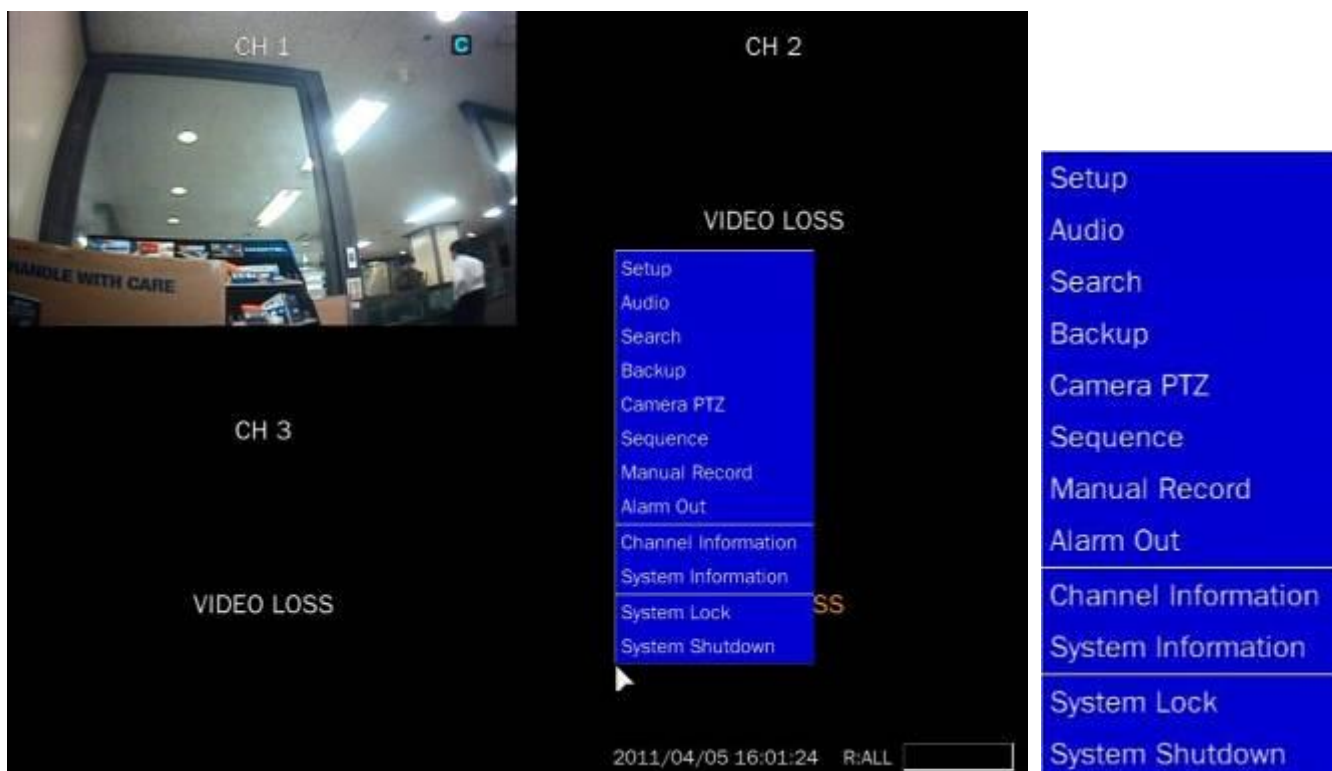 CH 1
C
CH 2
HANDLE WITH CARE
VIDEO LOSS
Setup
Audio
Search
Backup
Camera PTZ
Sequence
Manual Record
Alarm Out
Channel Information
System Information
System Lock
System Shutdown
CH 3
VIDEO LOSS
SS
2011/04/05 16:01:24 R:ALL
Setup
Audio
Search
Backup
Camera PTZ
Sequence
Manual Record
Alarm Out
Channel Information
System Information
System Lock
System Shutdown